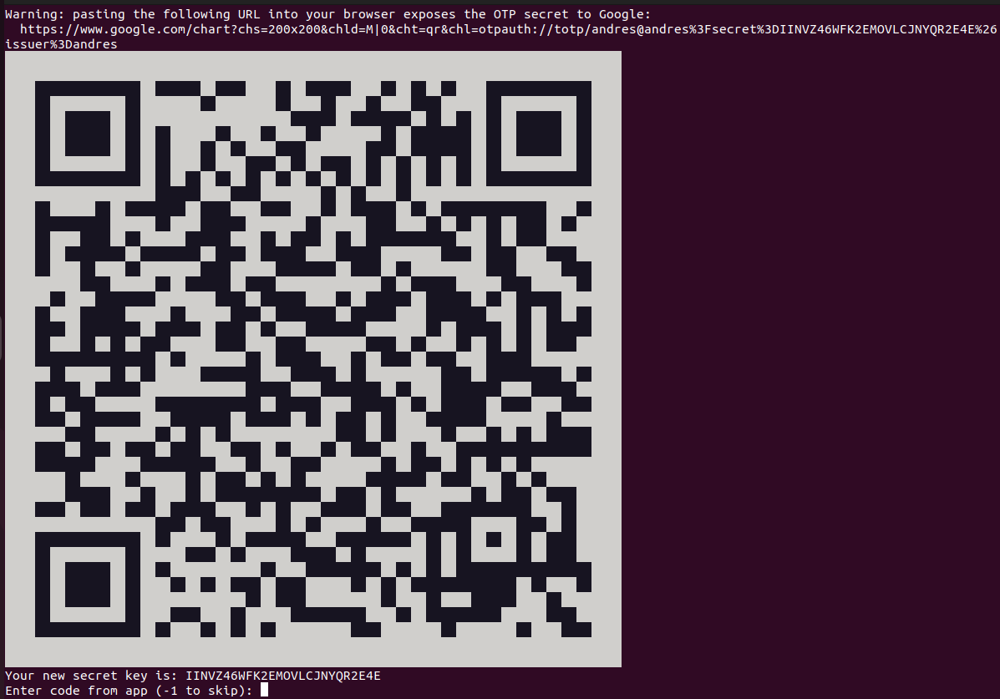 Warning: pasting the following URL into your browser exposes the OTP secret to Google:
https://www.google.com/chart?chs=200x200&chld=M|0&cht=qr&chl=otpauth://totp/andres@andres%3Fsecret%3DIINVZ46WFK2EMOVLCJNYQR2E4E%26
issuer%3Dandres
Your new secret key is: IINVZ46WFK2EMOVLCJNYQR2E4E
Enter code from app (-1 to skip):